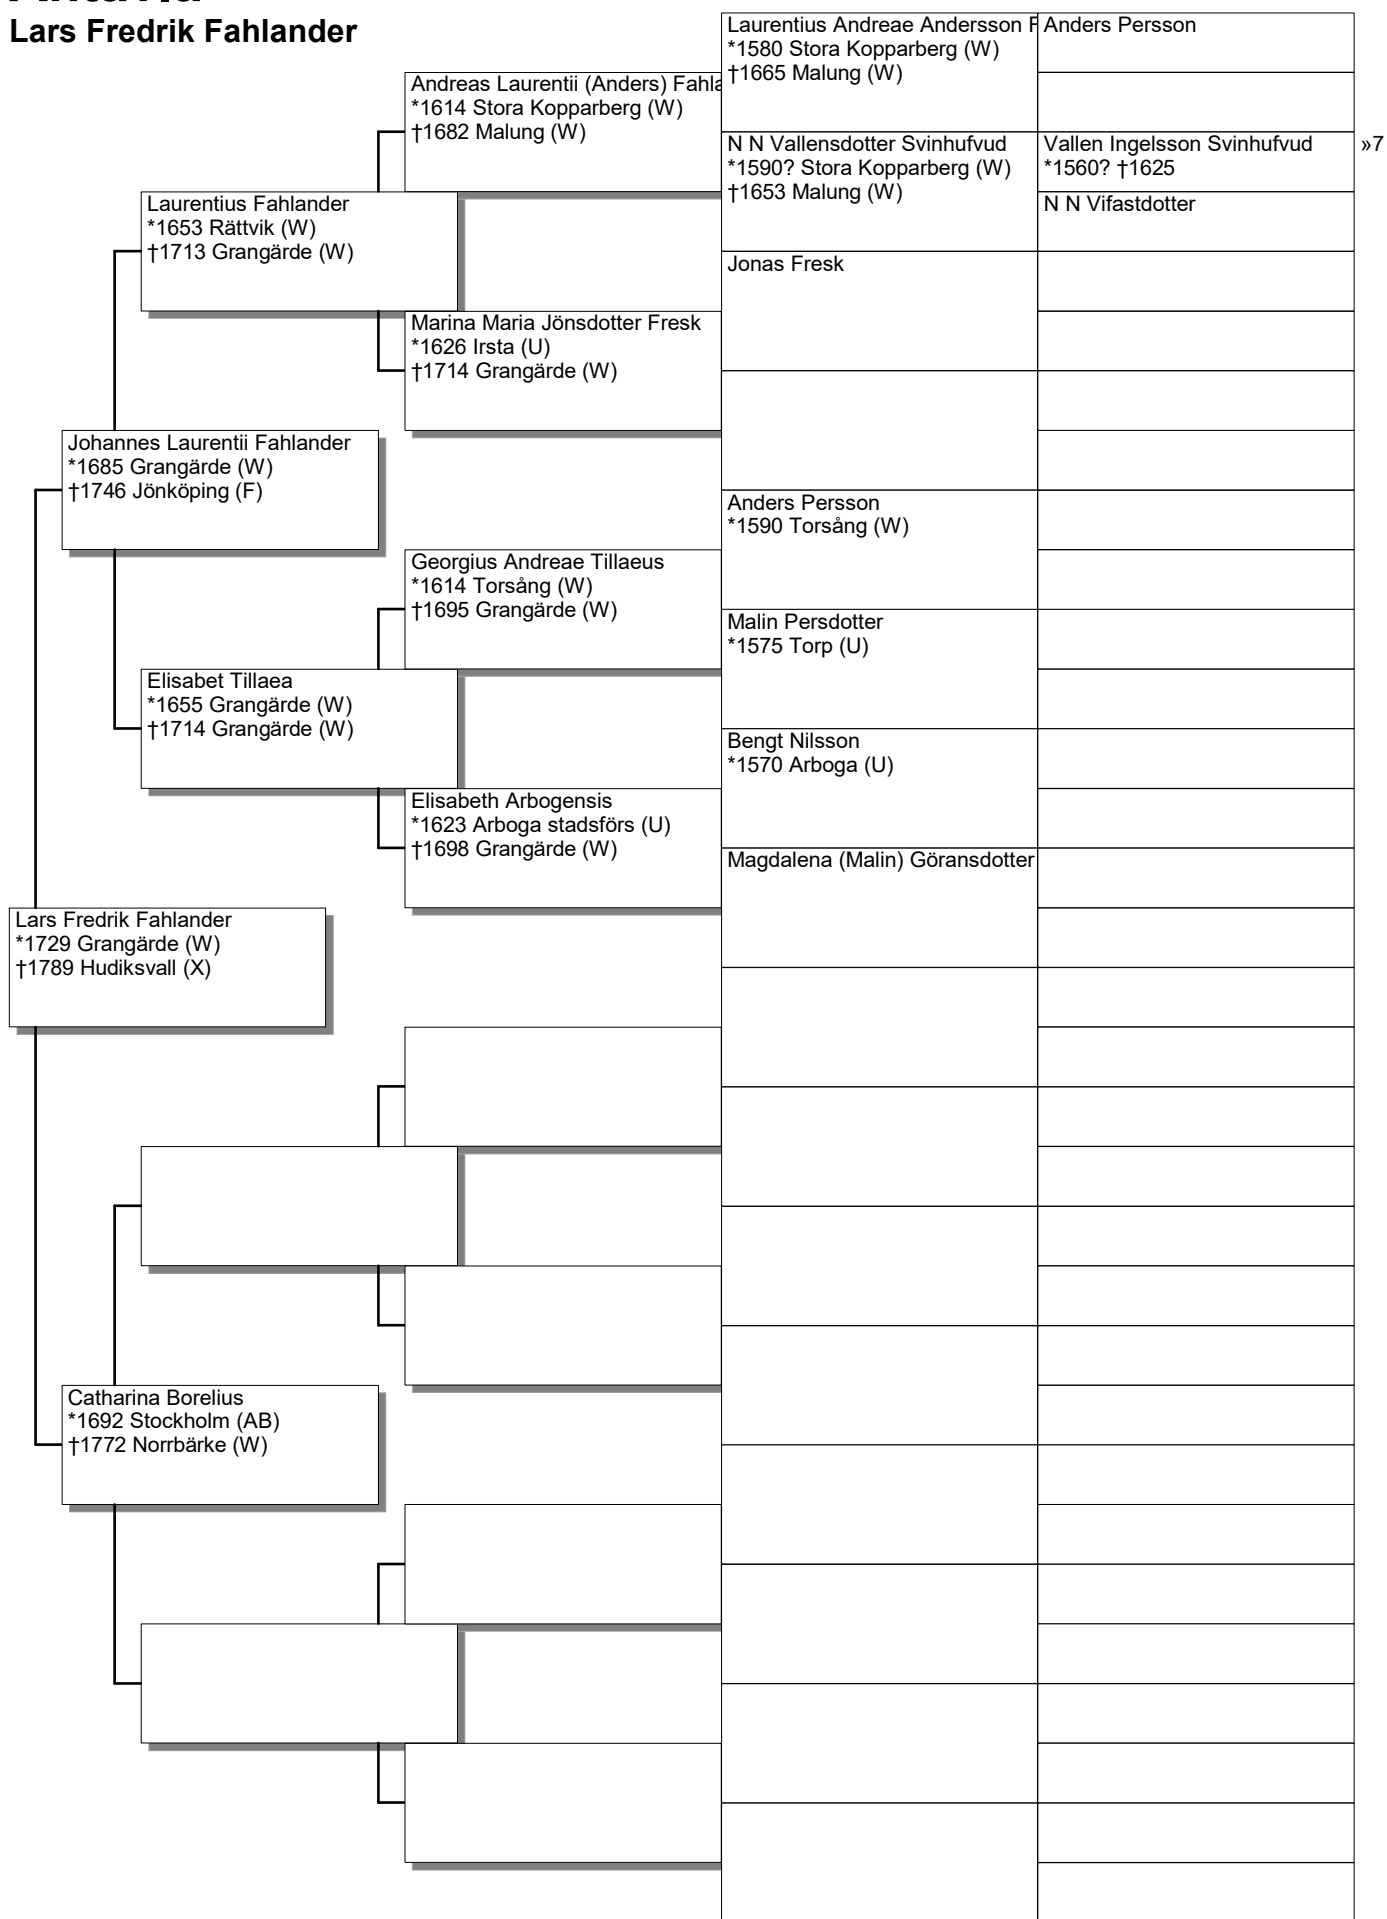 Lars Fredrik Fahlander
Laurentius Andreae Andersson F
*1580 Stora Kopparberg (W)
†1665 Malung (W)
Anders Persson
Andreas Laurentii (Anders) Fahla
*1614 Stora Kopparberg (W)
†1682 Malung (W)
N N Vallensdotter Svinhufvud
*1590? Stora Kopparberg (W)
†1653 Malung (W)
Vallen Ingelsson Svinhufvud
*1560? †1625
»7
N N Vifastdotter
Laurentius Fahlander
*1653 Rättvik (W)
†1713 Grangärde (W)
Jonas Fresk
Marina Maria Jönsdotter Fresk
*1626 Irsta (U)
†1714 Grangärde (W)
Johannes Laurentii Fahlander
*1685 Grangärde (W)
†1746 Jönköping (F)
Anders Persson
*1590 Torsång (W)
Georgius Andreae Tillaeus
*1614 Torsång (W)
†1695 Grangärde (W)
Malin Persdotter
*1575 Torp (U)
Elisabet Tillaea
*1655 Grangärde (W)
†1714 Grangärde (W)
Bengt Nilsson
*1570 Arboga (U)
Elisabeth Arbogensis
*1623 Arboga stadsförs (U)
†1698 Grangärde (W)
Magdalena (Malin) Göransdotter
Lars Fredrik Fahlander
*1729 Grangärde (W)
†1789 Hudiksvall (X)
Catharina Borelius
*1692 Stockholm (AB)
†1772 Norrbärke (W)